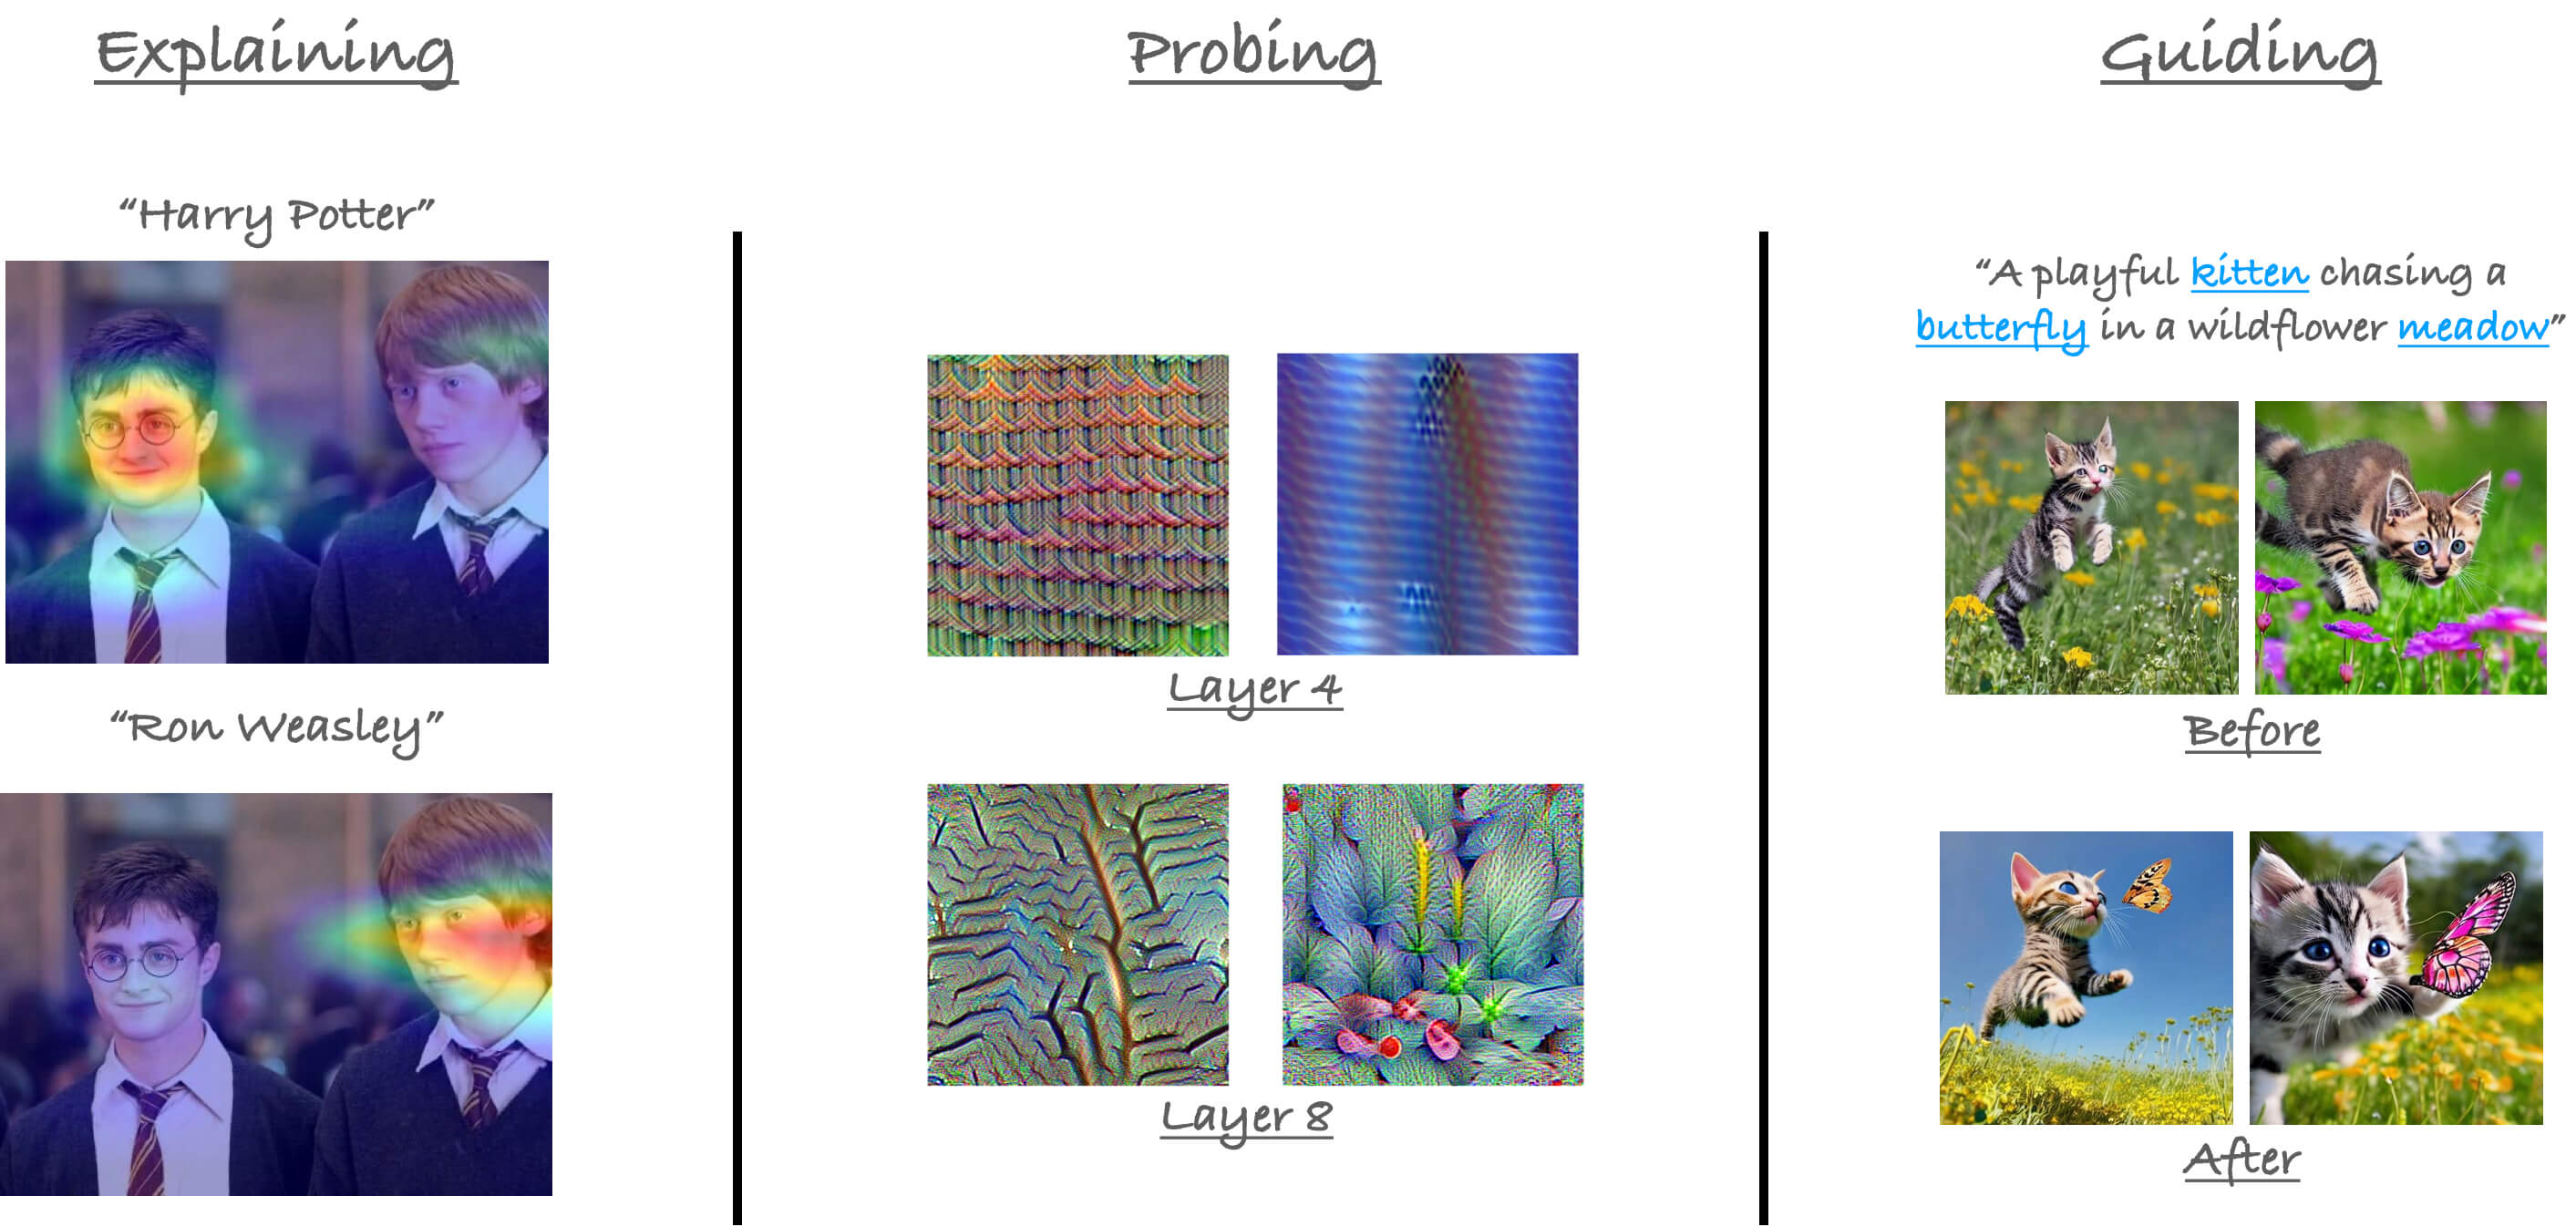 Explaining
Probing
Guiding
“Harry Potter”
“Ron Weasley”
Layer 4
Layer 8
“A playful kitten chasing a
butterfly in a wildflower meadow”
Before
After